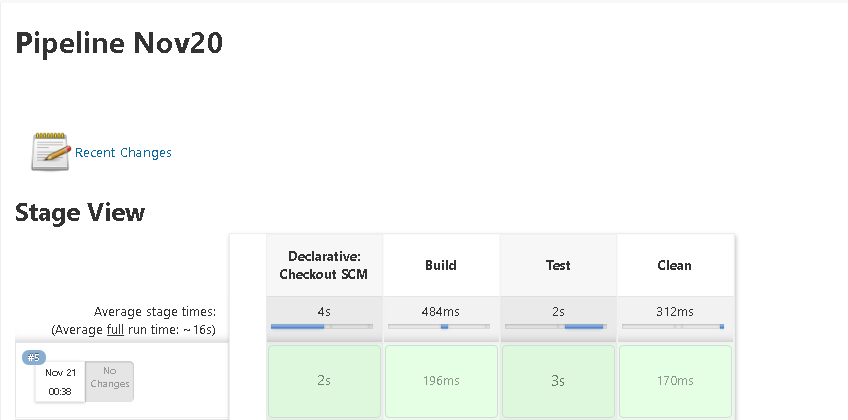 Pipeline Nov20
Recent Changes
Stage View
Declarative:
Checkout SCM
Build
Test
Clean
Average stage times:
(Average full run time: ~16s)
4s
484ms
2s
312ms
#5
Nov 21
00:38
No
Changes
2s
196ms
3s
170ms